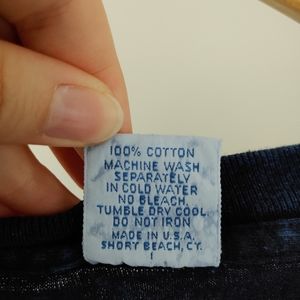 100% COTTON
MACHINE WASH
SEPARATELY
IN COLD WATER
NO BLEACH.
TUMBLE DRY COOL
DO NOT IRON
MADE IN U.S.A.
SHORT BEACH, CT.
1